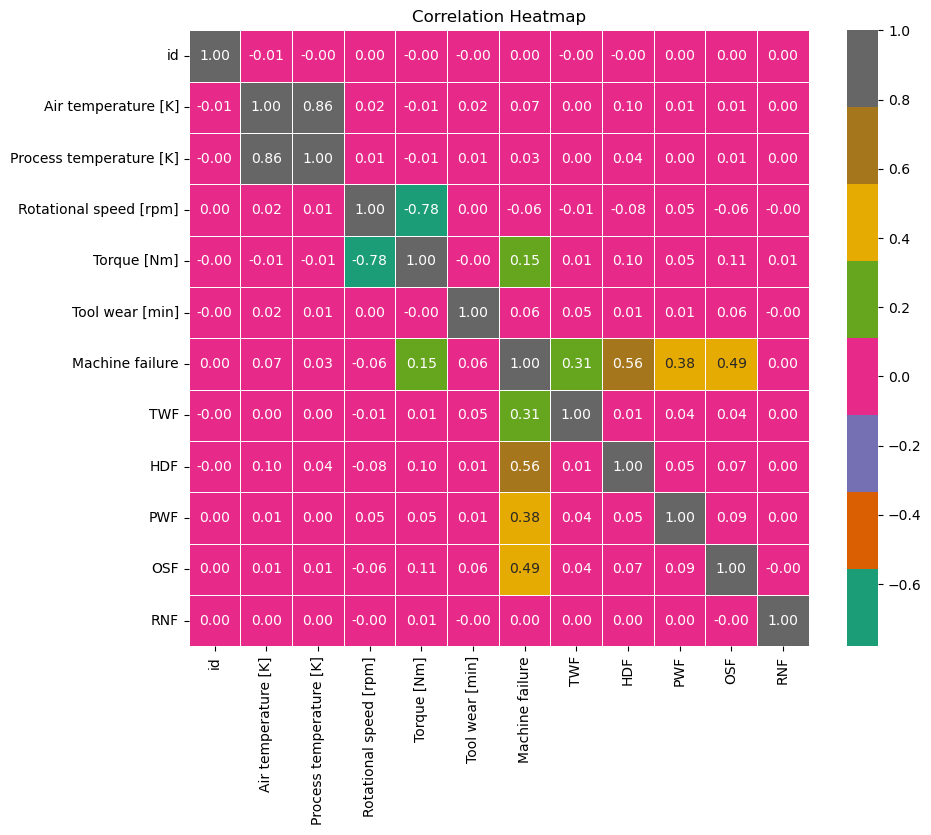 Correlation Heatmap
id 1.00 -0.01 -0.00 0.00 -0.00 -0.00 0.00 -0.00 -0.00 0.00 0.00 0.00
Air temperature [K] -0.01 1.00 0.86 0.02 -0.01 0.02 0.07 0.00 0.10 0.01 0.01 0.00
Process temperature [K] -0.00 0.86 1.00 0.01 -0.01 0.01 0.03 0.00 0.04 0.00 0.01 0.00
Rotational speed [rpm] 0.00 0.02 0.01 1.00 -0.78 0.00 -0.06 -0.01 -0.08 0.05 -0.06 -0.00
Torque [Nm] -0.00 -0.01 -0.01 -0.78 1.00 -0.00 0.15 0.01 0.10 0.05 0.11 0.01
Tool wear [min] -0.00 0.02 0.01 0.00 -0.00 1.00 0.06 0.05 0.01 0.01 0.06 -0.00
Machine failure 0.00 0.07 0.03 -0.06 0.15 0.06 1.00 0.31 0.56 0.38 0.49 0.00
TWF -0.00 0.00 0.00 -0.01 0.01 0.05 0.31 1.00 0.01 0.04 0.04 0.00
HDF -0.00 0.10 0.04 -0.08 0.10 0.01 0.56 0.01 1.00 0.05 0.07 0.00
PWF 0.00 0.01 0.00 0.05 0.05 0.01 0.38 0.04 0.05 1.00 0.09 0.00
OSF 0.00 0.01 0.01 -0.06 0.11 0.06 0.49 0.04 0.07 0.09 1.00 -0.00
RNF 0.00 0.00 0.00 -0.00 0.01 -0.00 0.00 0.00 0.00 0.00 -0.00 1.00
id
Air temperature [K]
Process temperature [K]
Rotational speed [rpm]
Torque [Nm]
Tool wear [min]
Machine failure
TWF
HDF
PWF
OSF
RNF
1.0
0.8
0.6
0.4
0.2
0.0
−0.2
−0.4
−0.6